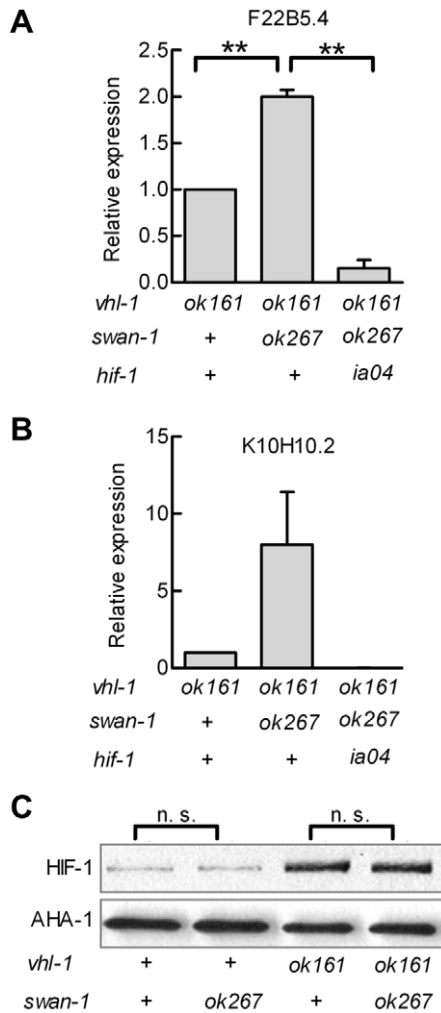 A
F22B5.4
** **
Relative expression
2.5
2.0
1.5
1.0
0.5
0.0
vhl-1 ok161 ok161 ok161
swan-1 + ok267 ok267
hif-1 + + ia04
B
K10H10.2
Relative expression
15
10
5
0
vhl-1 ok161 ok161 ok161
swan-1 + ok267 ok267
hif-1 + + ia04
C
n. s. n. s.
HIF-1
AHA-1
vhl-1 + + ok161 ok161
swan-1 + ok267 + ok267